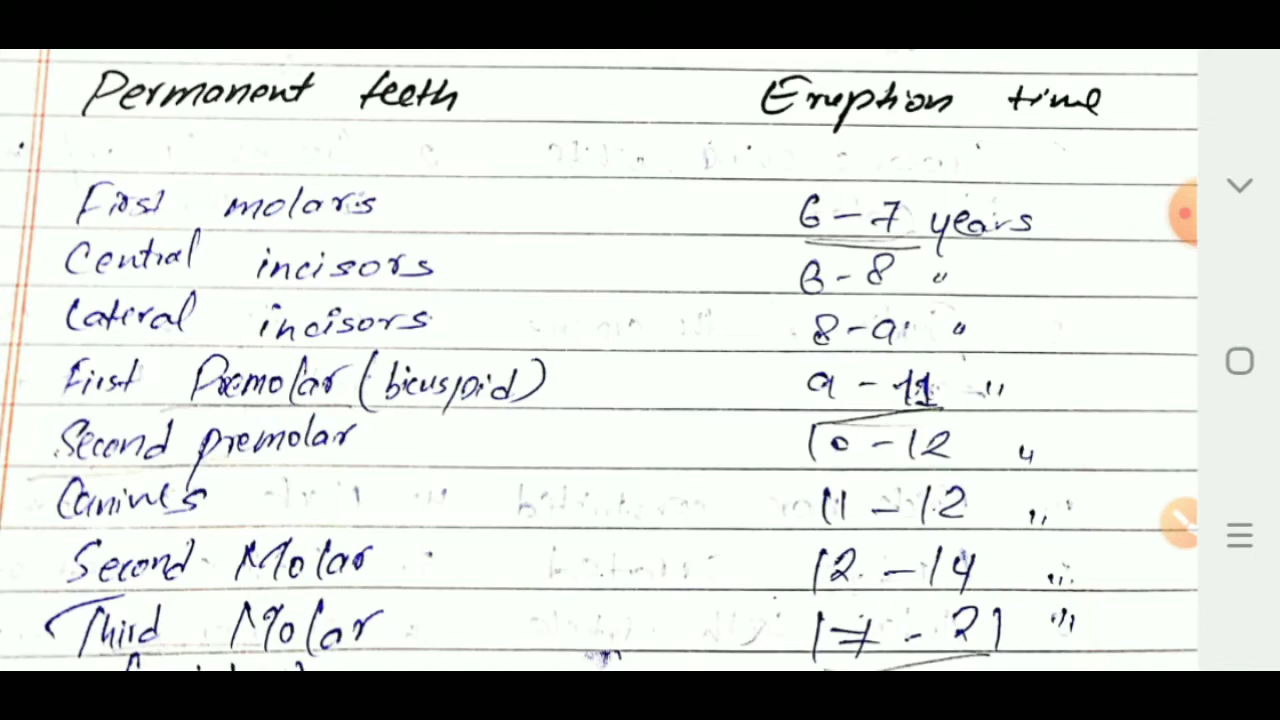 Permanent teeth Eruption time
First molars 6 - 7 years
Central incisors 6 - 8 "
Lateral incisors 8 - 9 "
First Premolar (bicuspid) 9 - 11 "
Second premolar 10 - 12 "
Canines 11 - 12 "
Second Molar 12 - 14 "
Third Molar 17 - 21 "